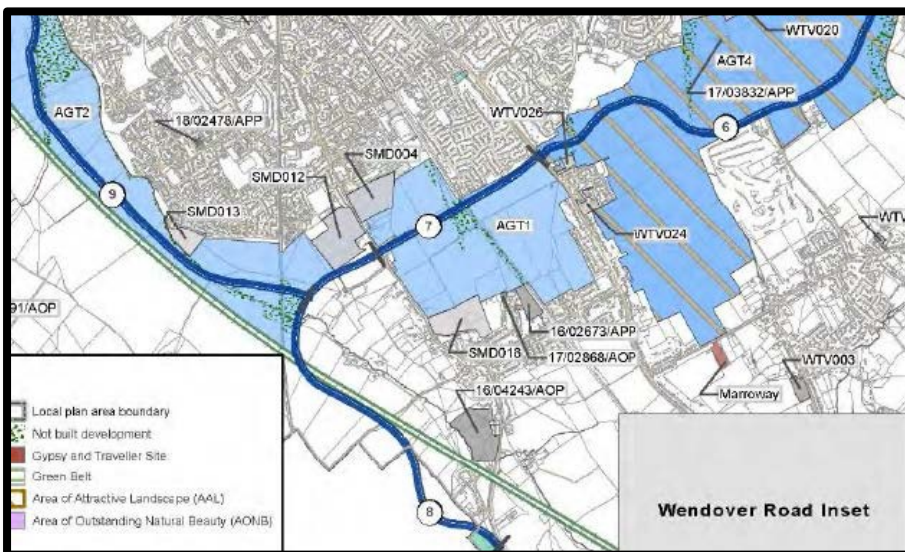 WTV020
AGT4
17/03832/APP
AGT2
18/02478/APP
WTV026
6
SMD004
SMD012
9
SMD013
7
AGT1
WTV024
91/AOP
16/02673/APP
SMD018
17/02868/AOP
16/04243/AOP
Marroway
WTV003
8
Local plan area boundary
Not built development
Gypsy and Traveller Site
Green Belt
Area of Attractive Landscape (AAL)
Area of Outstanding Natural Beauty (AONB)
Wendover Road Inset